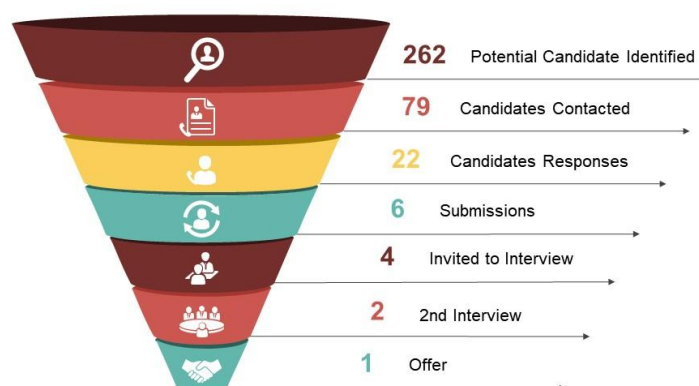 262 Potential Candidate Identified
79 Candidates Contacted
22 Candidates Responses
6 Submissions
4 Invited to Interview
2 2nd Interview
1 Offer